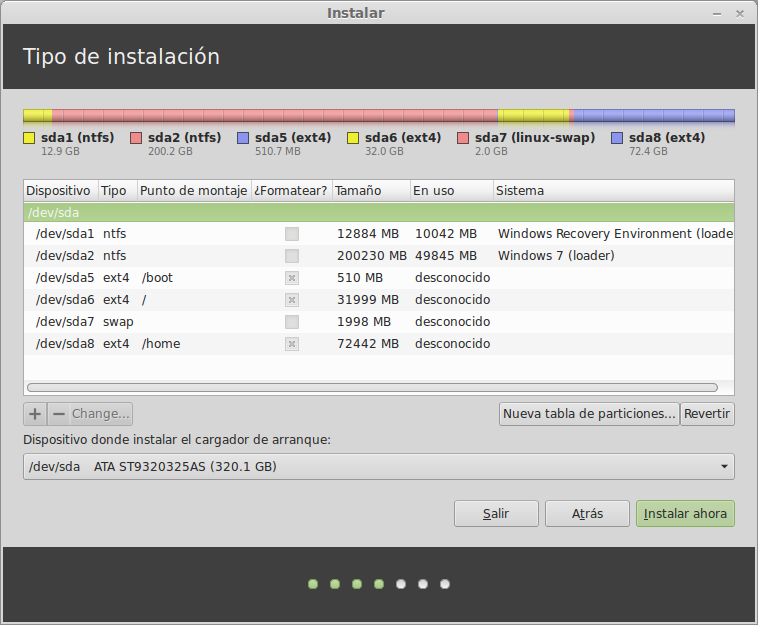 Instalar
Tipo de instalación
sda1 (ntfs) sda2 (ntfs) sda5 (ext4) sda6 (ext4) sda7 (linux-swap) sda8 (ext4)
12.9 GB 200.2 GB 510.7 MB 32.0 GB 2.0 GB 72.4 GB
Dispositivo Tipo Punto de montaje ¿Formatear? Tamaño En uso Sistema
/dev/sda
/dev/sda1 ntfs 12884 MB 10042 MB Windows Recovery Environment (loade
/dev/sda2 ntfs 200230 MB 49845 MB Windows 7 (loader)
/dev/sda5 ext4 /boot 510 MB desconocido
/dev/sda6 ext4 / 31999 MB desconocido
/dev/sda7 swap 1998 MB desconocido
/dev/sda8 ext4 /home 72442 MB desconocido
+ − Change... Nueva tabla de particiones... Revertir
Dispositivo donde instalar el cargador de arranque:
/dev/sda ATA ST9320325AS (320.1 GB)
Salir Atrás Instalar ahora